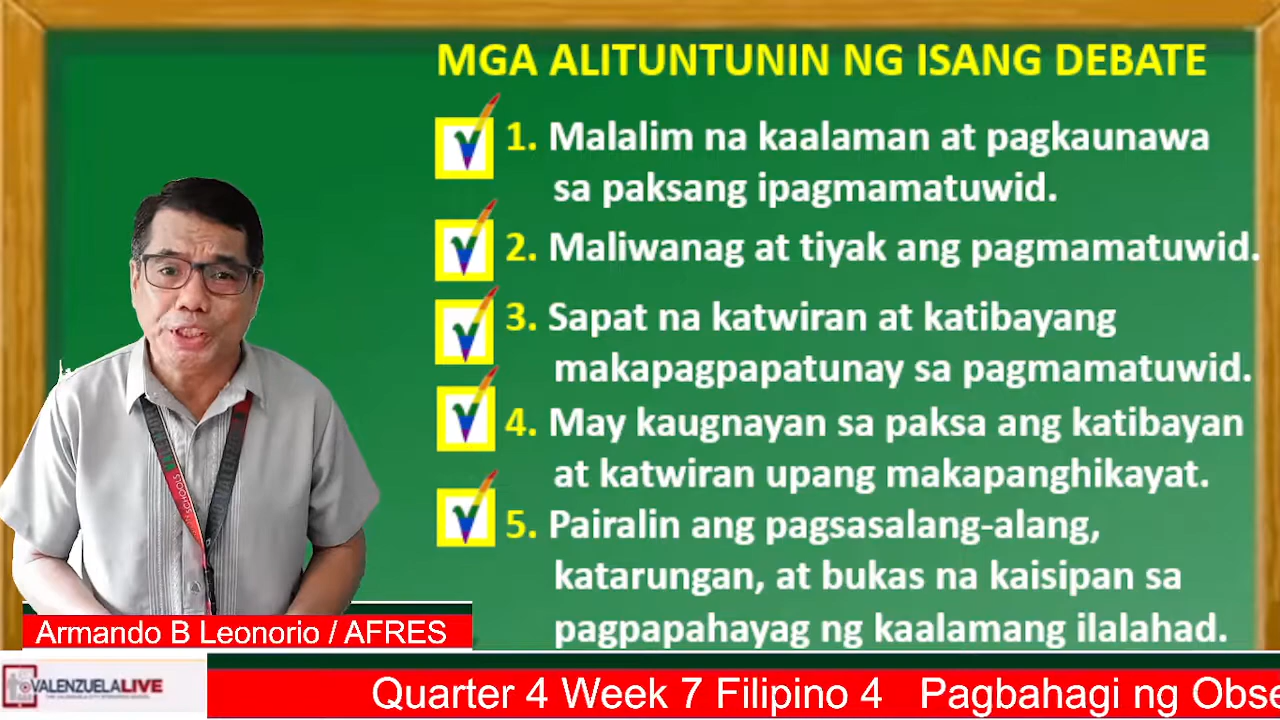 MGA ALITUNTUNIN NG ISANG DEBATE
1. Malalim na kaalaman at pagkaunawa
sa paksang ipagmamatuwid.
2. Maliwanag at tiyak ang pagmamatuwid.
3. Sapat na katwiran at katibayang
makapagpapatunay sa pagmamatuwid.
4. May kaugnayan sa paksa ang katibayan
at katwiran upang makapanghikayat.
5. Pairalin ang pagsasalang-alang,
katarungan, at bukas na kaisipan sa
pagpapahayag ng kaalamang ilalahad.
Armando B Leonorio / AFRES
VALENZUELALIVE
Quarter 4 Week 7 Filipino 4 Pagbahagi ng Obse